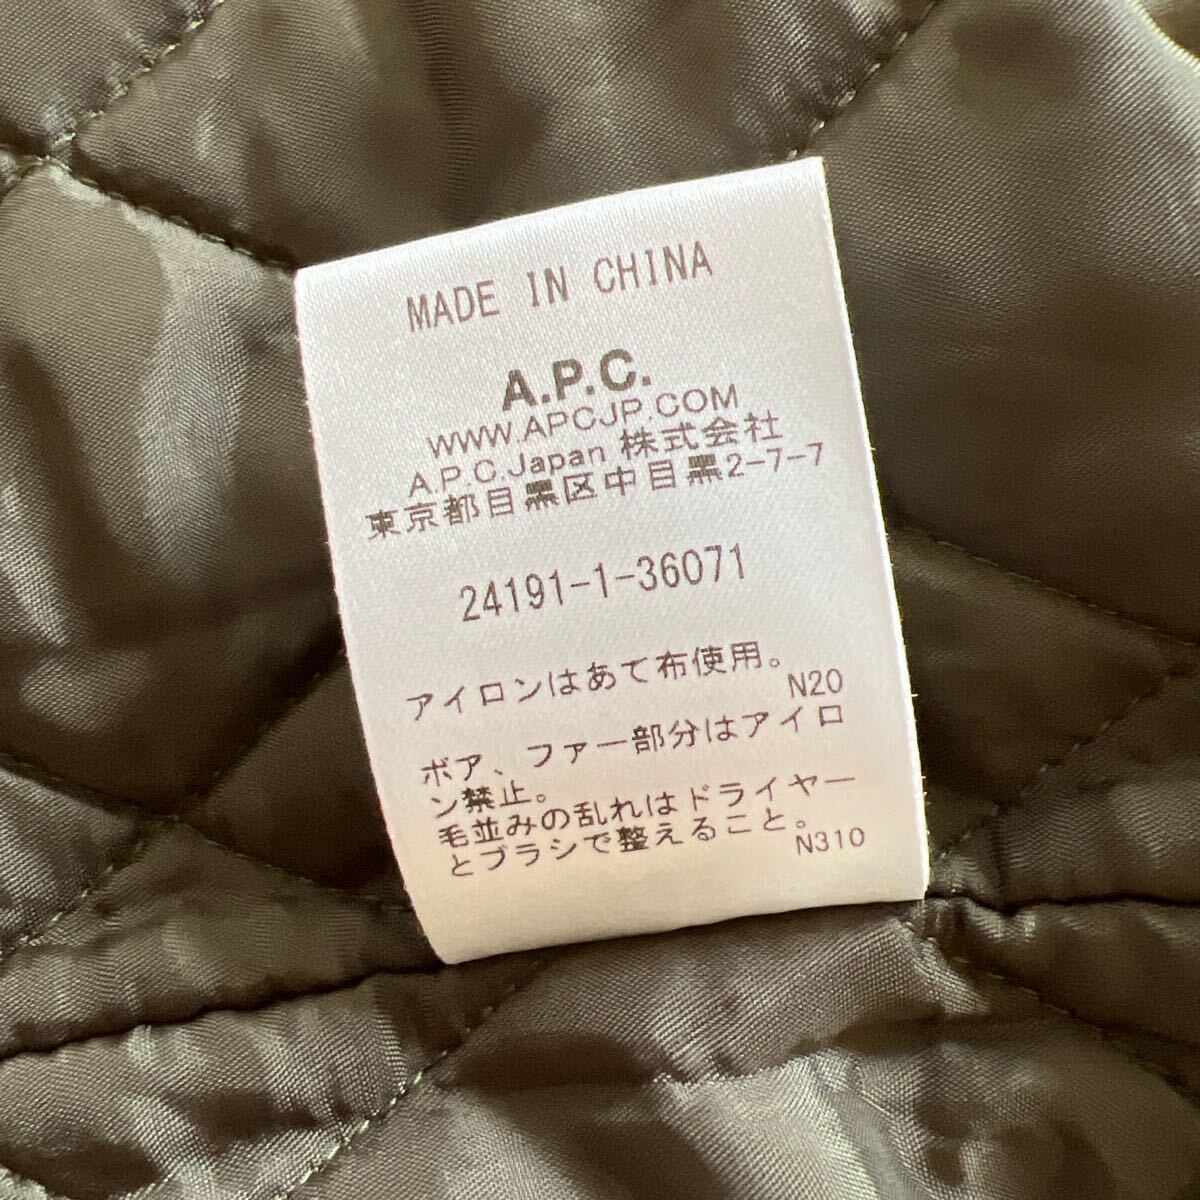 MADE IN CHINA
A.P.C.
WWW.APCJP.COM
A.P.C.Japan 株式会社
東京都目黒区中目黒2-7-7
24191-1-36071
アイロンはあて布使用。
N20
ボア、ファー部分はアイロ
ン禁止。
毛並みの乱れはドライヤー
とブラシで整えること。
N310